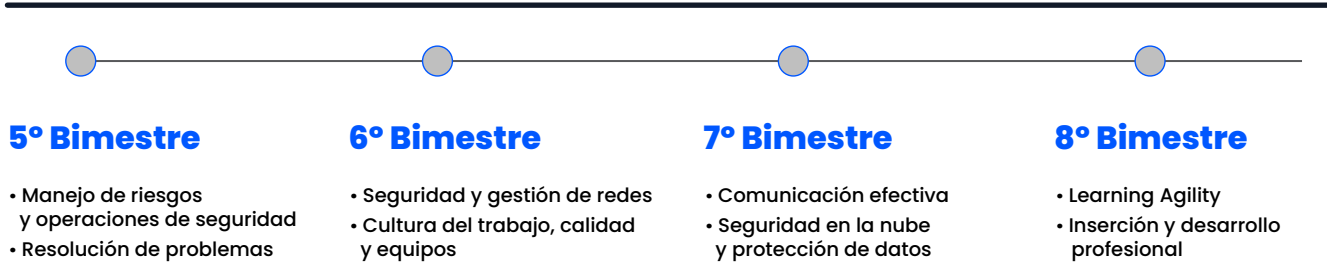 5º Bimestre
• Manejo de riesgos
y operaciones de seguridad
• Resolución de problemas
6º Bimestre
• Seguridad y gestión de redes
• Cultura del trabajo, calidad
y equipos
7º Bimestre
• Comunicación efectiva
• Seguridad en la nube
y protección de datos
8º Bimestre
• Learning Agility
• Inserción y desarrollo
profesional